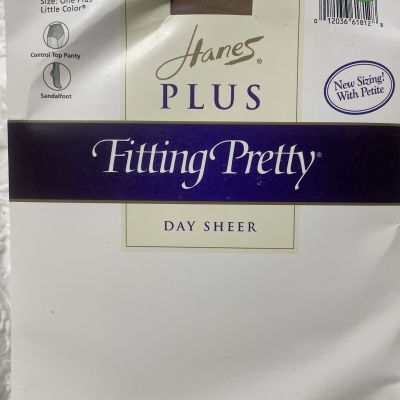 Size: One Plus
Little Color®
Control Top Panty
Sandalfoot
Hanes®
PLUS
0 12036 61812
New Sizing!
With Petite
Fitting Pretty®
DAY SHEER